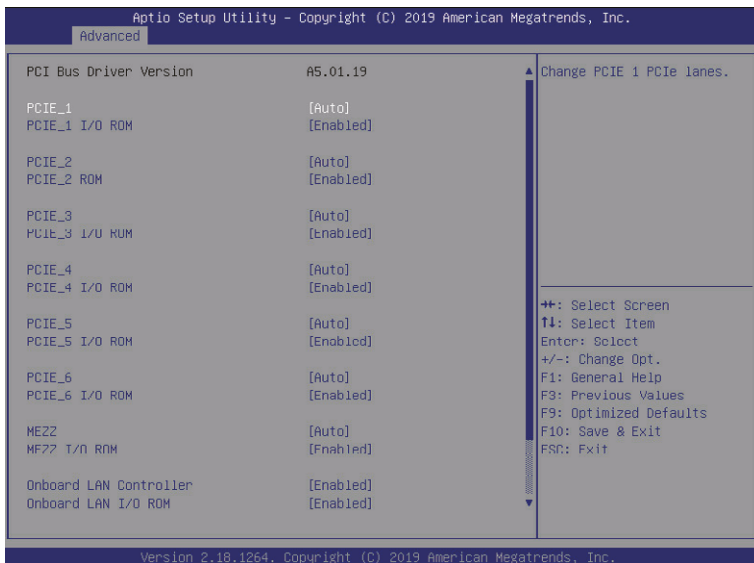 Aptio Setup Utility – Copyright (C) 2019 American Megatrends, Inc.
Advanced
PCI Bus Driver Version A5.01.19
PCIE_1 [Auto]
PCIE_1 I/O ROM [Enabled]
PCIE_2 [Auto]
PCIE_2 ROM [Enabled]
PCIE_3 [Auto]
PCIE_3 I/O ROM [Enabled]
PCIE_4 [Auto]
PCIE_4 I/O ROM [Enabled]
PCIE_5 [Auto]
PCIE_5 I/O ROM [Enabled]
PCIE_6 [Auto]
PCIE_6 I/O ROM [Enabled]
MEZZ [Auto]
MEZZ I/O ROM [Enabled]
Onboard LAN Controller [Enabled]
Onboard LAN I/O ROM [Enabled]
Change PCIE 1 PCIe lanes.
→←: Select Screen
↑↓: Select Item
Enter: Select
+/-: Change Opt.
F1: General Help
F3: Previous Values
F9: Optimized Defaults
F10: Save & Exit
ESC: Exit
Version 2.18.1264. Copyright (C) 2019 American Megatrends, Inc.